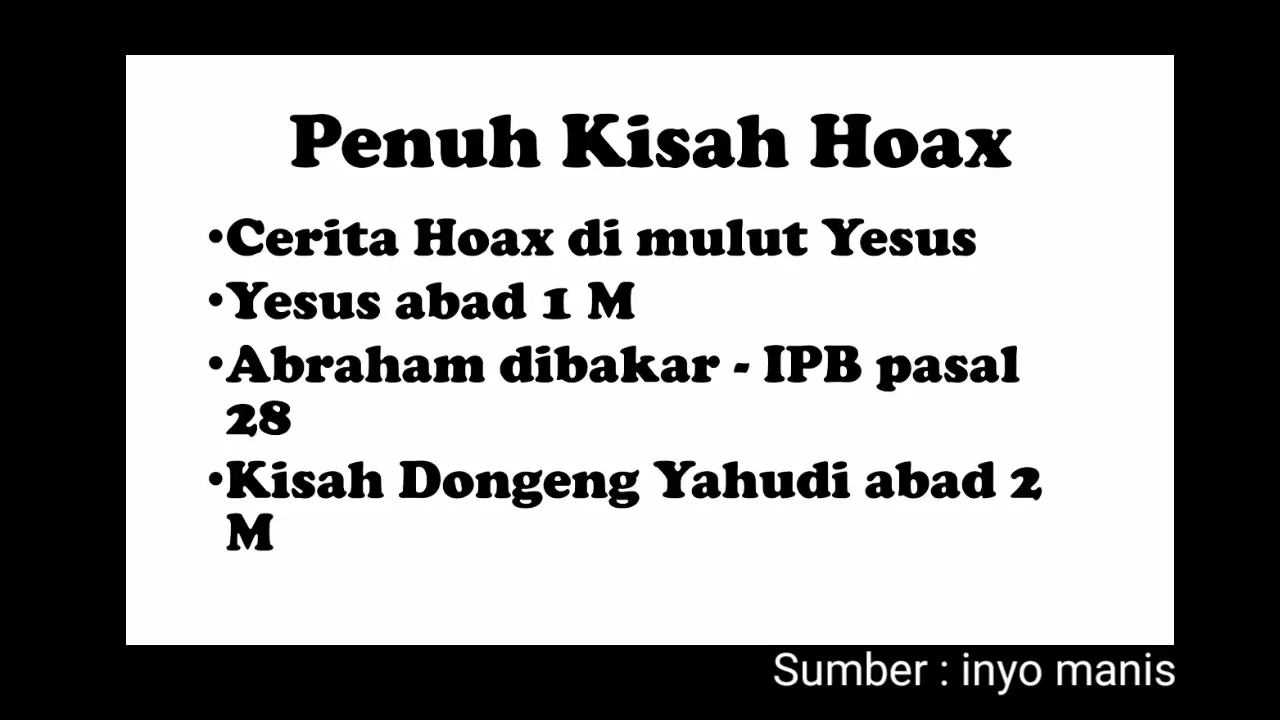 Penuh Kisah Hoax
•Cerita Hoax di mulut Yesus
•Yesus abad 1 M
•Abraham dibakar - IPB pasal
28
•Kisah Dongeng Yahudi abad 2
M
Sumber : inyo manis